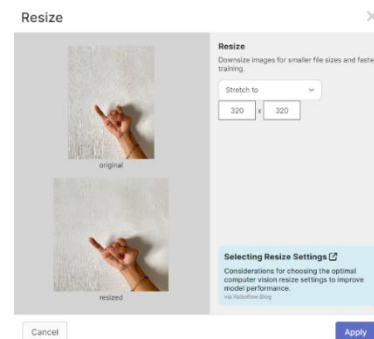 Resize
original
resized
Resize
Downsize images for smaller file sizes and faste
training.
Stretch to
320 x 320
Selecting Resize Settings
Considerations for choosing the optimal
computer vision resize settings to improve
model performance.
via Roboflow Blog
Cancel
Apply